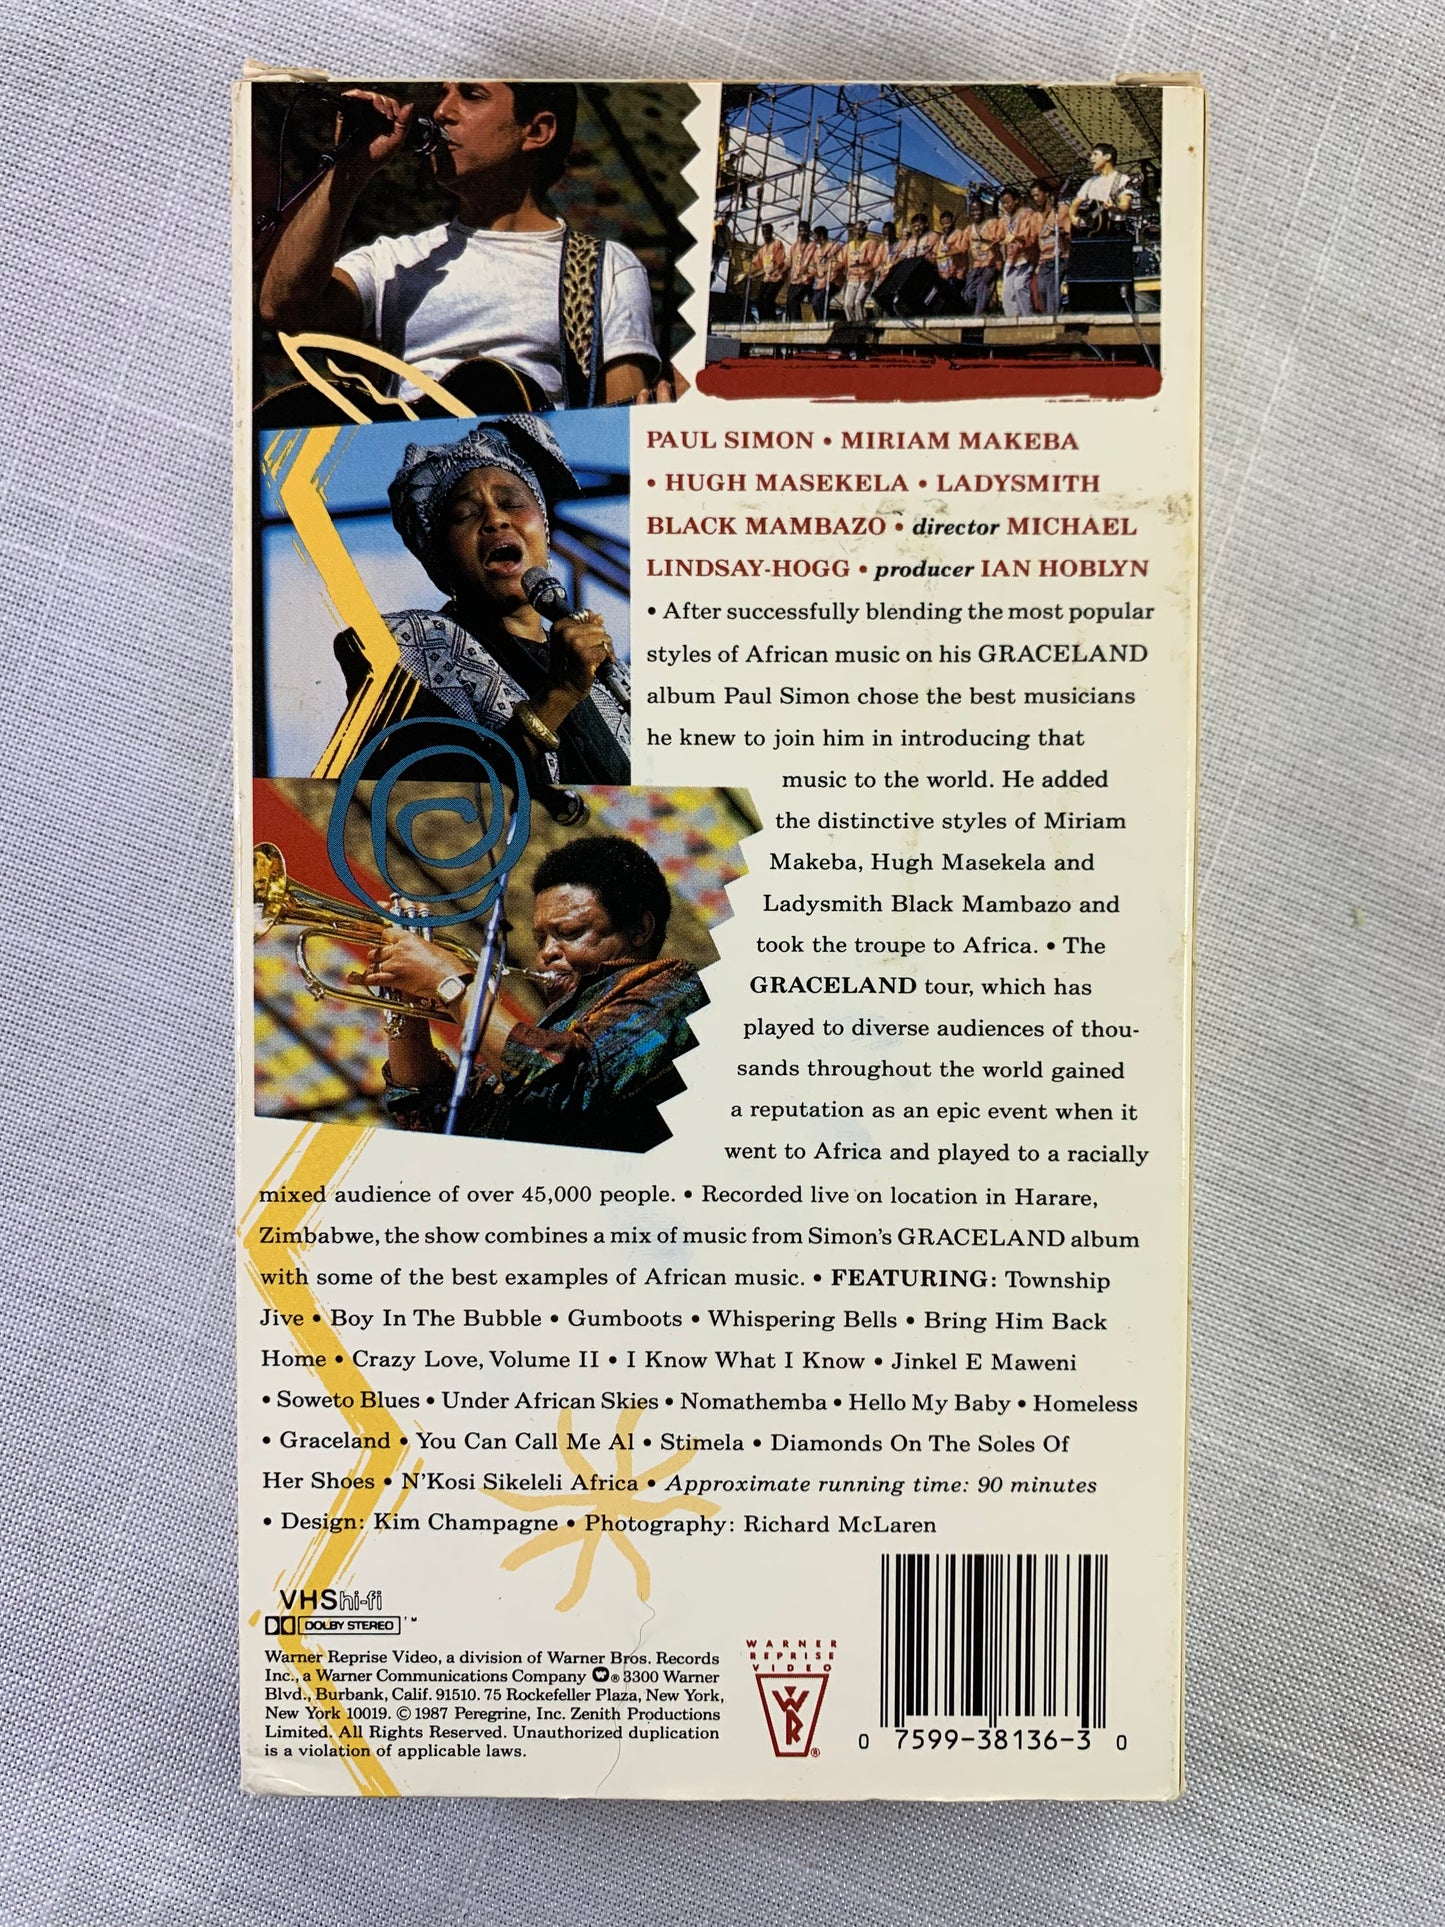 PAUL SIMON • MIRIAM MAKEBA
• HUGH MASEKELA • LADYSMITH
BLACK MAMBAZO • director MICHAEL
LINDSAY-HOGG • producer IAN HOBLYN
• After successfully blending the most popular
styles of African music on his GRACELAND
album Paul Simon chose the best musicians
he knew to join him in introducing that
music to the world. He added
the distinctive styles of Miriam
Makeba, Hugh Masekela and
Ladysmith Black Mambazo and
took the troupe to Africa. • The
GRACELAND tour, which has
played to diverse audiences of thou-
sands throughout the world gained
a reputation as an epic event when it
went to Africa and played to a racially
mixed audience of over 45,000 people. • Recorded live on location in Harare,
Zimbabwe, the show combines a mix of music from Simon's GRACELAND album
with some of the best examples of African music. • FEATURING: Township
Jive • Boy In The Bubble • Gumboots • Whispering Bells • Bring Him Back
Home • Crazy Love, Volume II • I Know What I Know • Jinkel E Maweni
• Soweto Blues • Under African Skies • Nomathemba • Hello My Baby • Homeless
• Graceland • You Can Call Me Al • Stimela • Diamonds On The Soles Of
Her Shoes • N'Kosi Sikeleli Africa • Approximate running time: 90 minutes
• Design: Kim Champagne • Photography: Richard McLaren
VHS hi-fi
DOLBY STEREO ™
Warner Reprise Video, a division of Warner Bros. Records
Inc., a Warner Communications Company ® 3300 Warner
Blvd., Burbank, Calif. 91510. 75 Rockefeller Plaza, New York,
New York 10019. © 1987 Peregrine, Inc. Zenith Productions
Limited. All Rights Reserved. Unauthorized duplication
is a violation of applicable laws.
WARNER
REPRISE
VIDEO
W
R ®
0 7599-38136-3 0